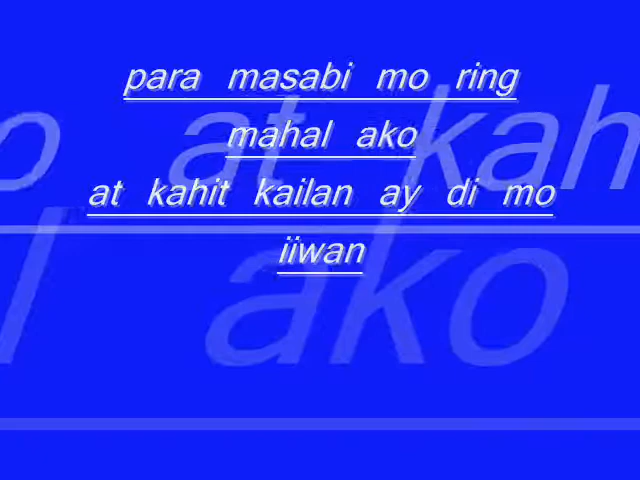 para masabi mo ring
mahal ako
at kahit kailan ay di mo
iiwan